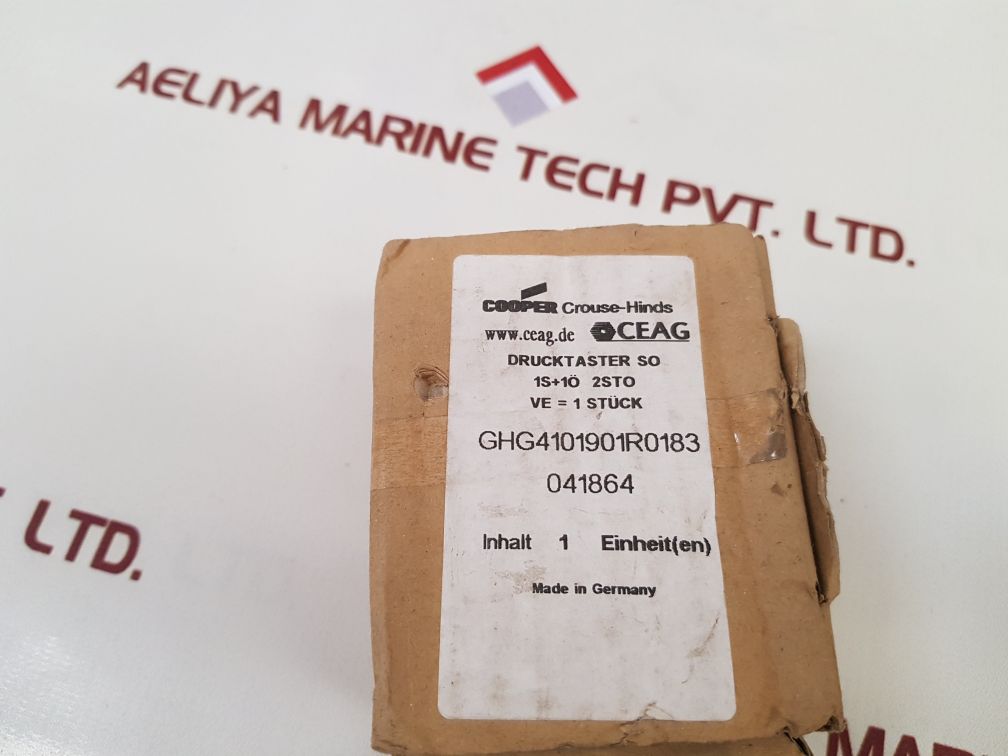 AELIYA MARINE TECH PVT. LTD.
COOPER Crouse-Hinds
www.ceag.de CEAG
DRUCKTASTER SO
1S+1Ö 2STO
VE = 1 STÜCK
GHG4101901R0183
041864
LTD.
Inhalt 1 Einheit(en)
Made in Germany